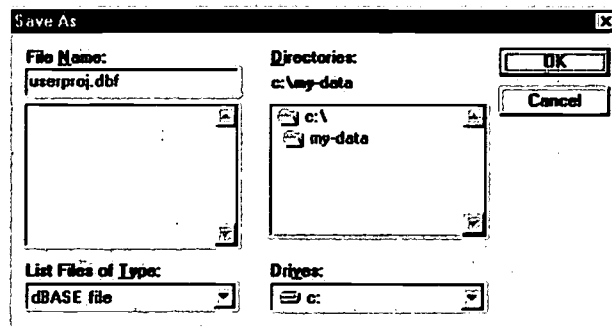 Save As
File Name:
userproj.dbf
Directories:
c:\my-data
OK
Cancel
c:\
my-data
List Files of Type:
dBASE file
Drives:
c: